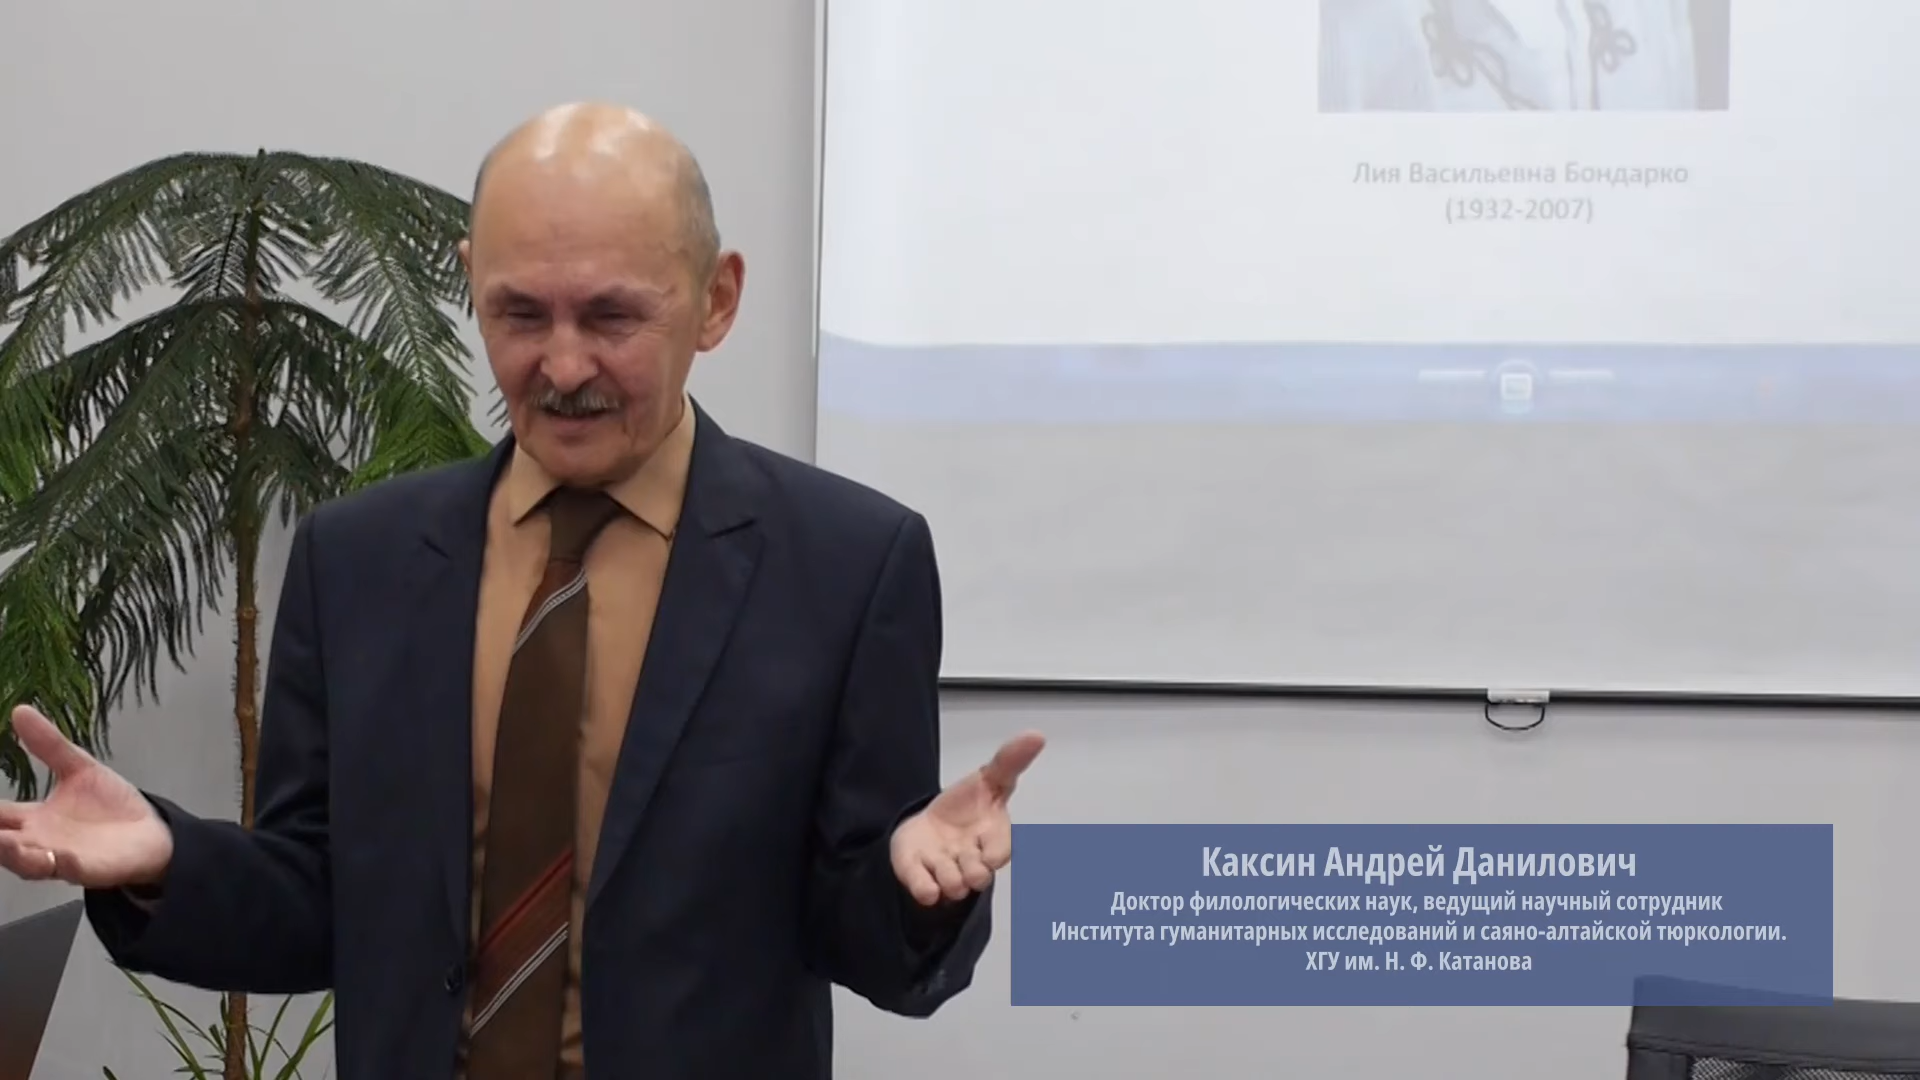 Лия Васильевна Бондарко
(1932-2007)
Каксин Андрей Данилович
Доктор филологических наук, ведущий научный сотрудник
Института гуманитарных исследований и саяно-алтайской тюркологии.
ХГУ им. Н. Ф. Катанова